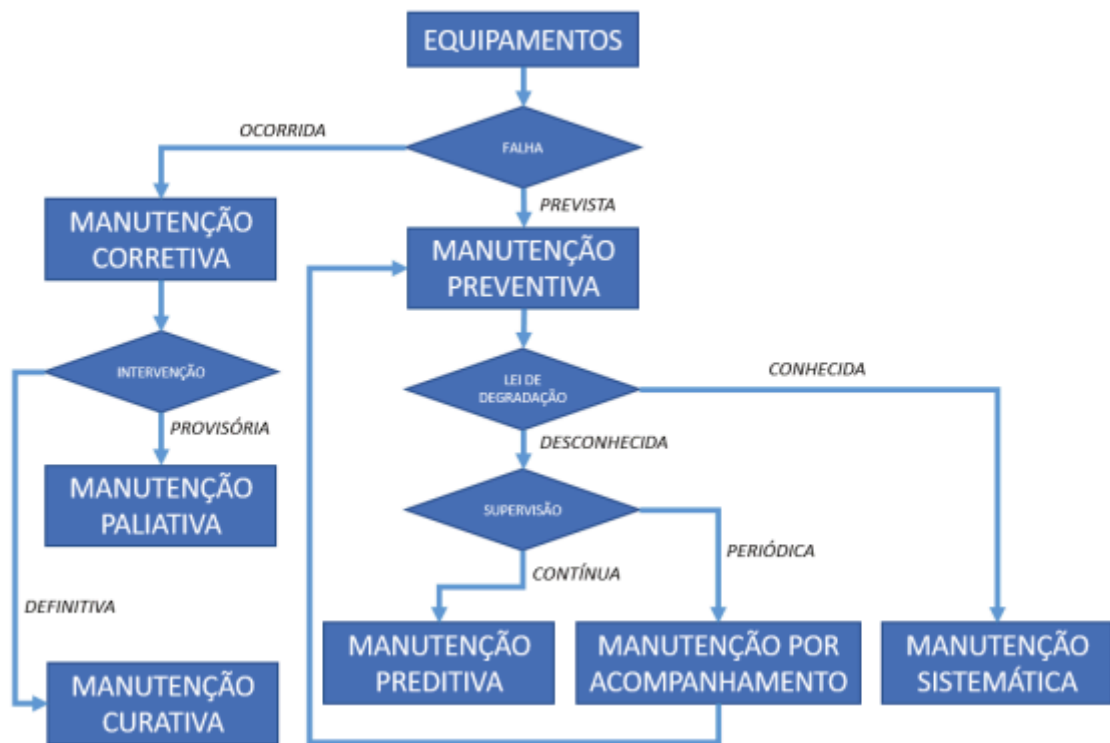 EQUIPAMENTOS
OCORRIDA
FALHA
PREVISTA
MANUTENÇÃO
CORRETIVA
MANUTENÇÃO
PREVENTIVA
INTERVENÇÃO
LEI DE
DEGRADAÇÃO
CONHECIDA
PROVISÓRIA
DESCONHECIDA
MANUTENÇÃO
PALIATIVA
SUPERVISÃO
PERIÓDICA
CONTÍNUA
DEFINITIVA
MANUTENÇÃO
PREDITIVA
MANUTENÇÃO POR
ACOMPANHAMENTO
MANUTENÇÃO
SISTEMÁTICA
MANUTENÇÃO
CURATIVA